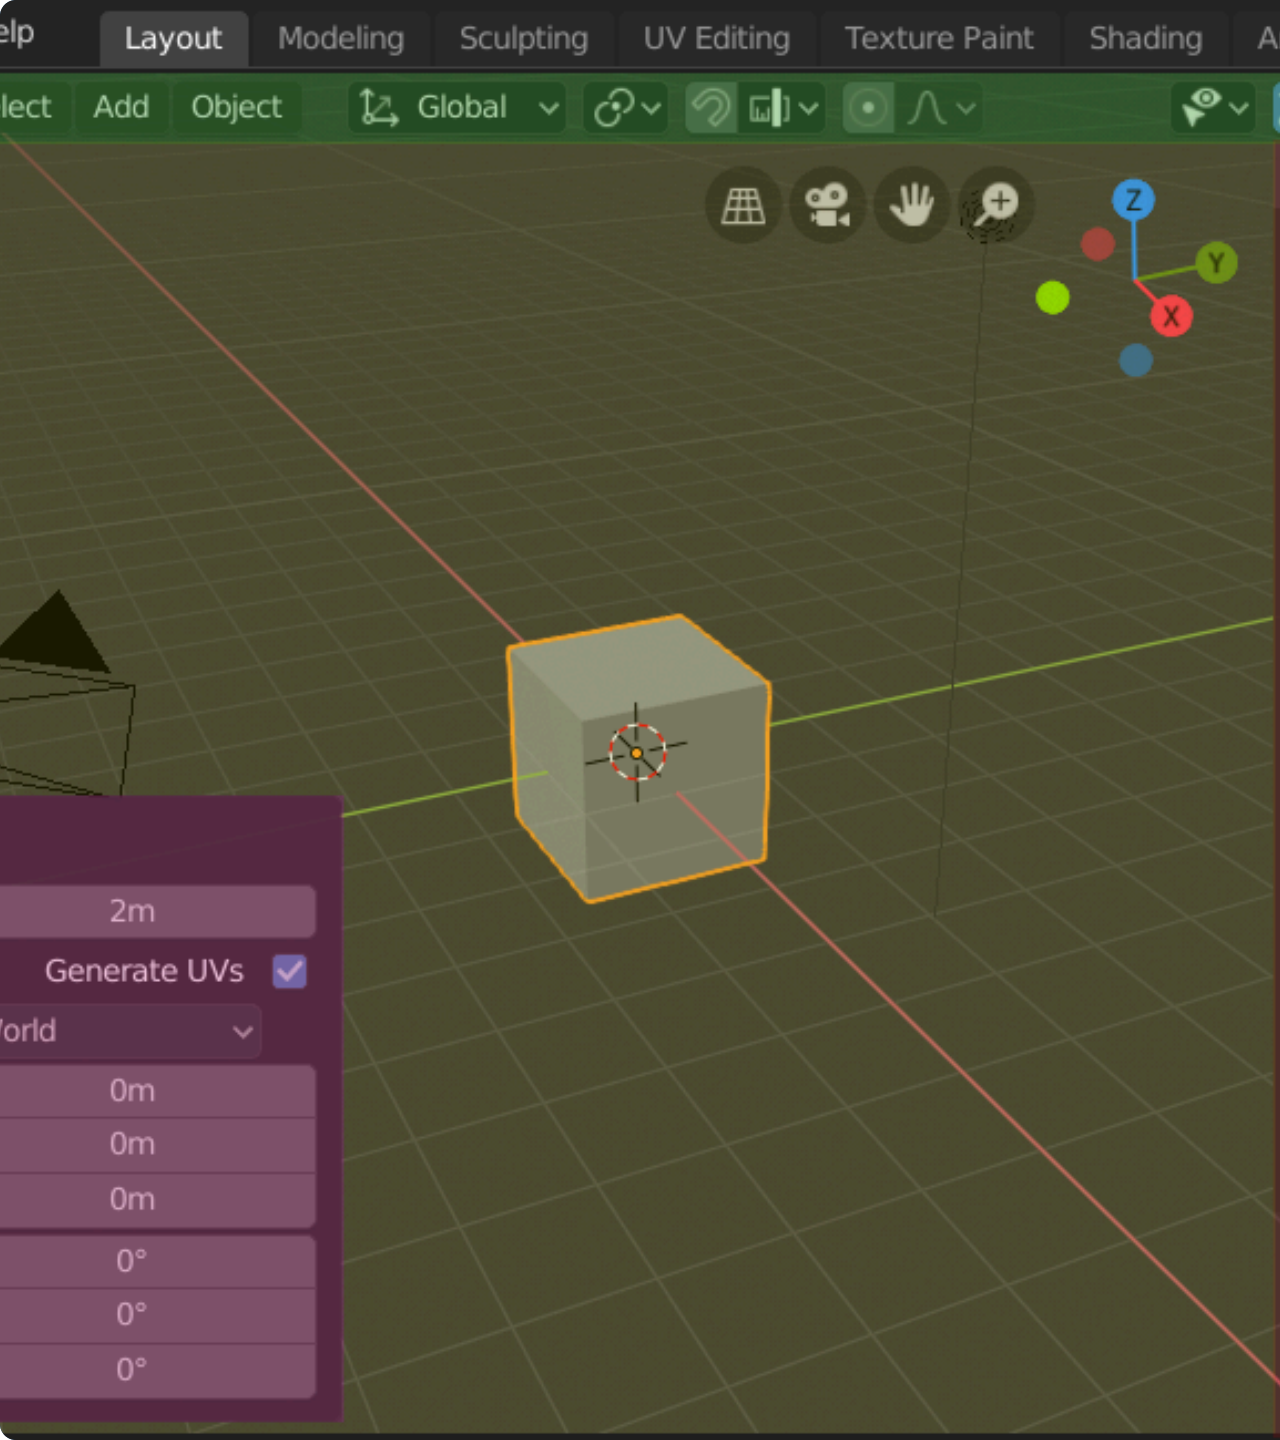 elp Layout Modeling Sculpting UV Editing Texture Paint Shading
lect Add Object Global
Z
Y
X
2m
Generate UVs
orld
0m
0m
0m
0°
0°
0°